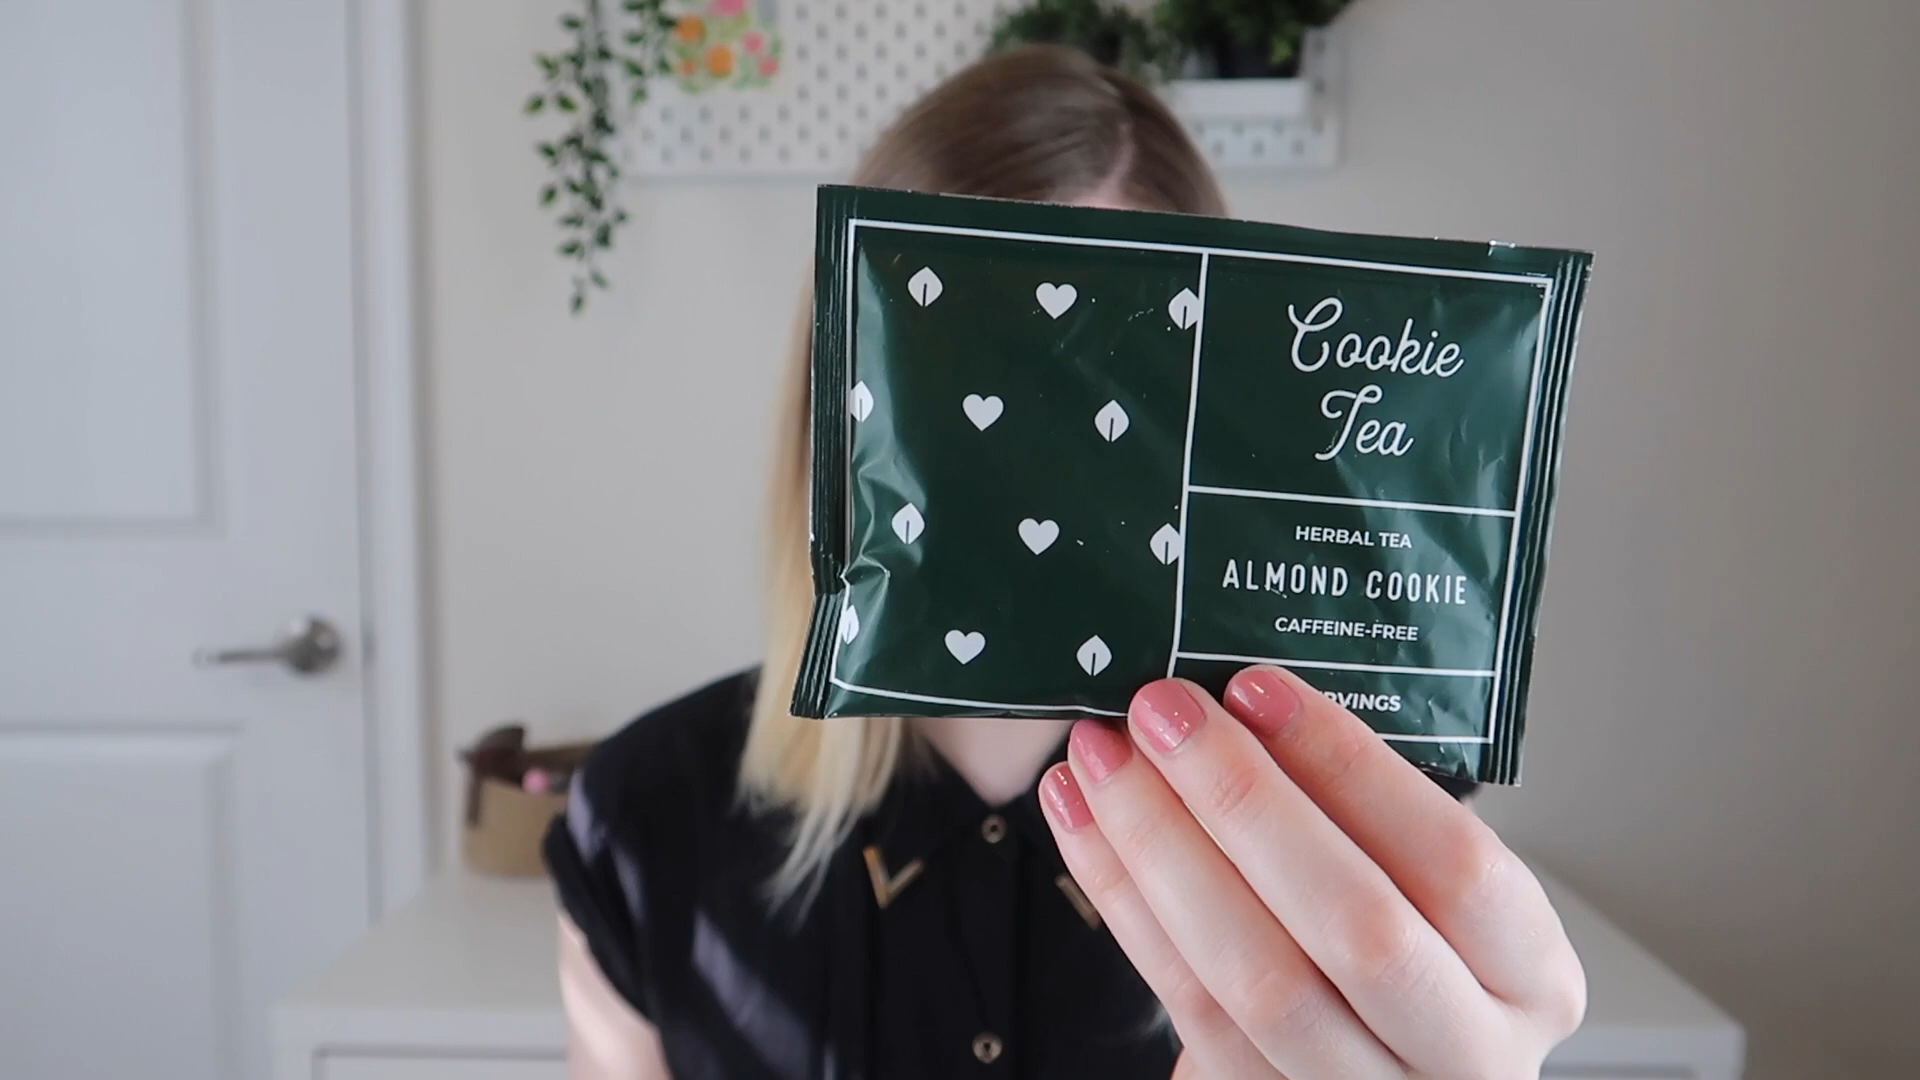 Cookie
Tea
HERBAL TEA
ALMOND COOKIE
CAFFEINE-FREE